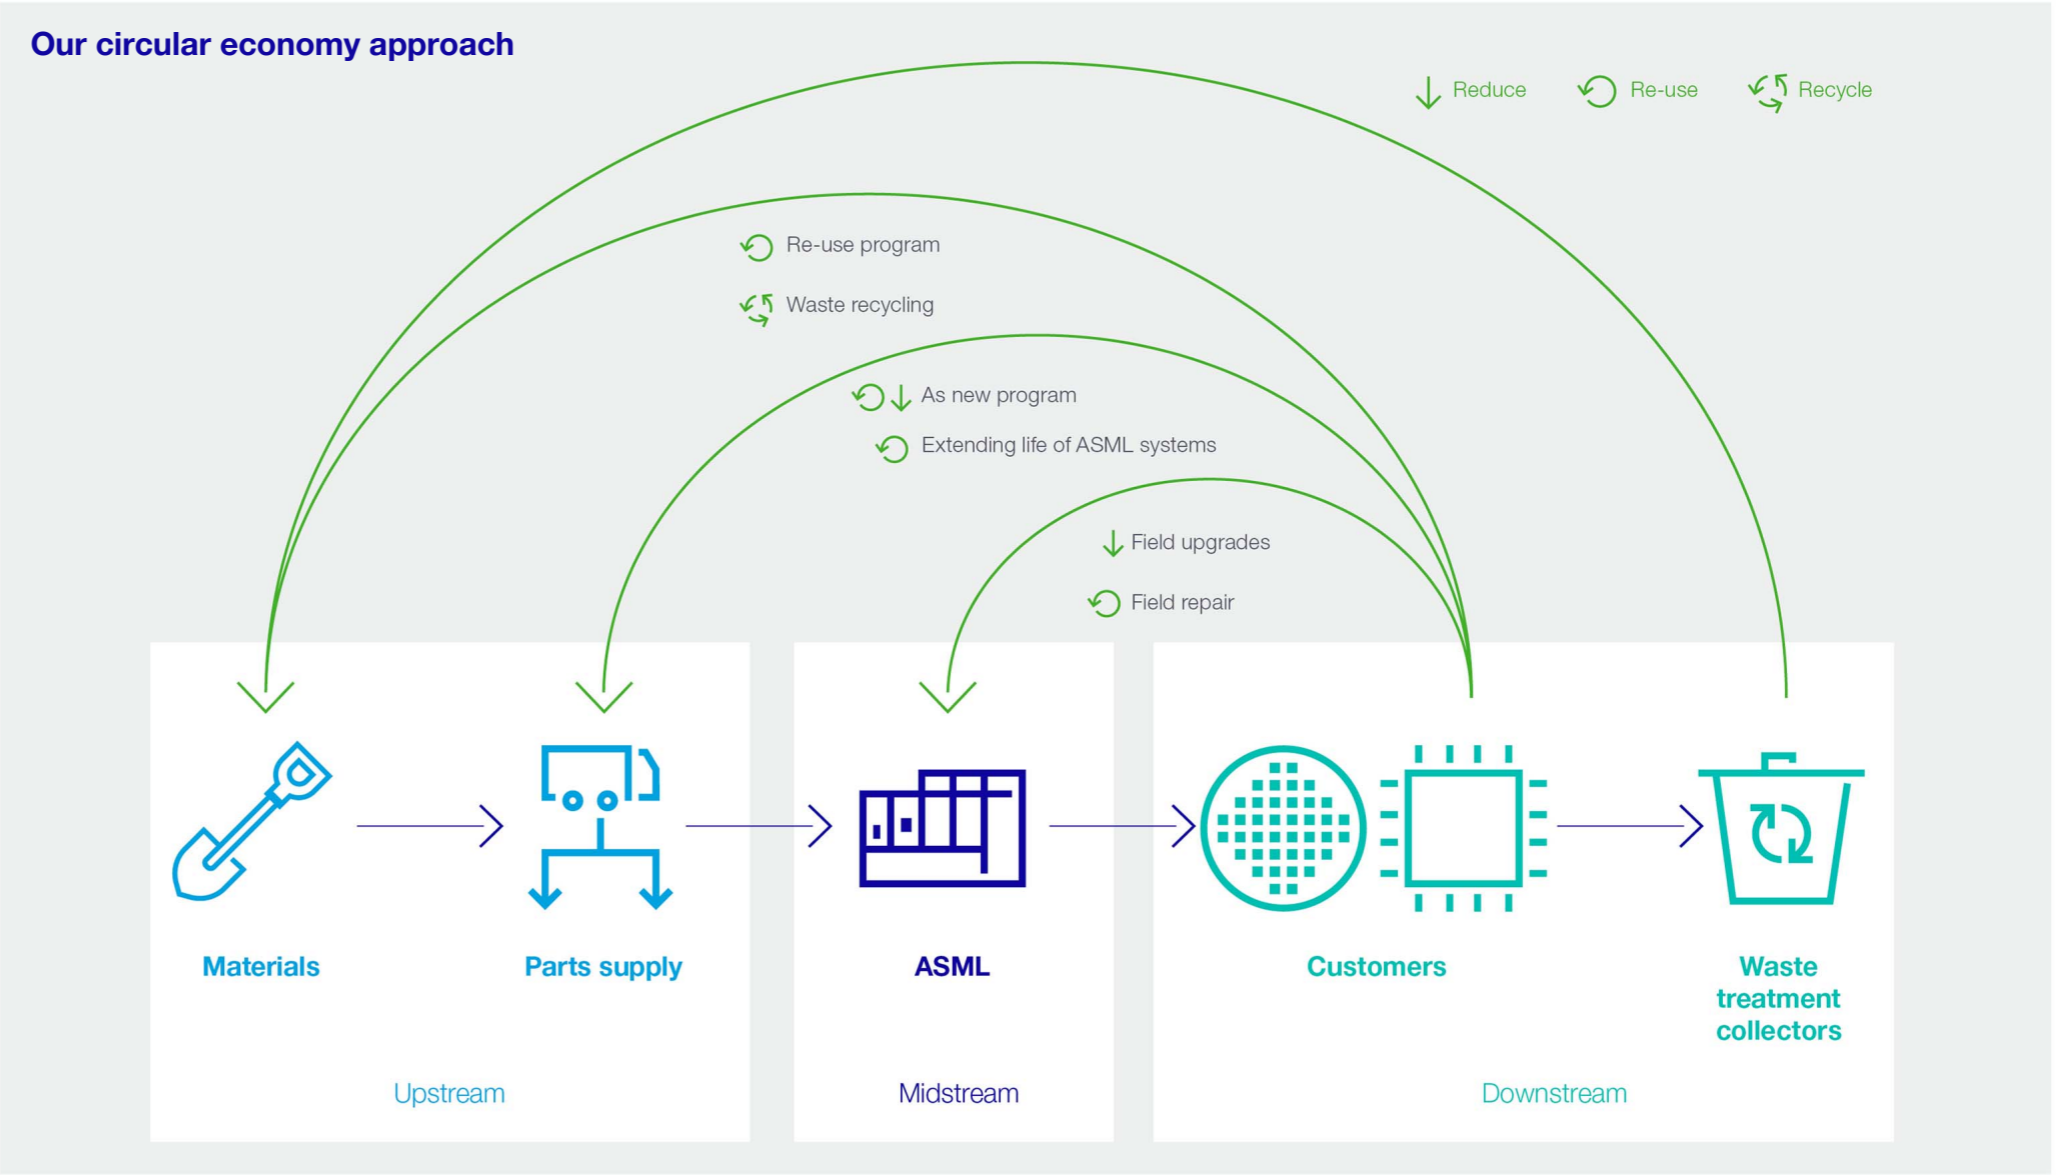 Our circular economy approach
Reduce
Re-use
Recycle
Re-use program
Waste recycling
As new program
Extending life of ASML systems
Field upgrades
Field repair
Materials
Parts supply
ASML
Customers
Waste
treatment
collectors
Upstream
Midstream
Downstream